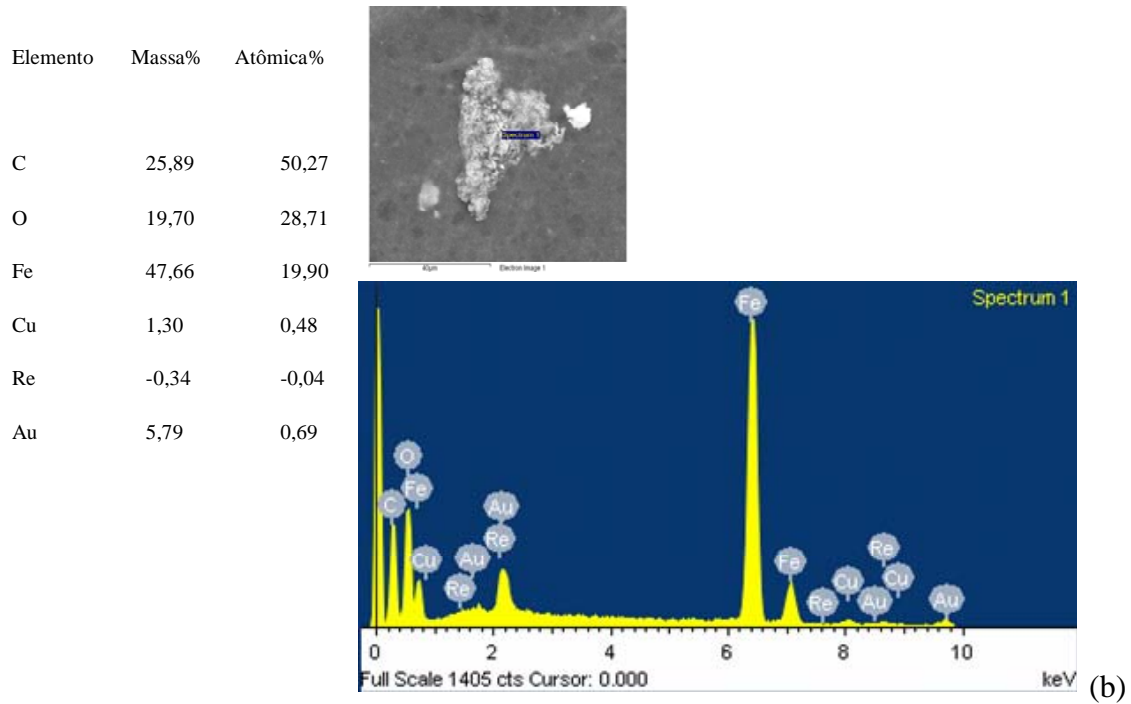 Elemento Massa% Atômica%
C 25,89 50,27
O 19,70 28,71
Fe 47,66 19,90
Cu 1,30 0,48
Re -0,34 -0,04
Au 5,79 0,69
Spectrum 1
40µm Electron Image 1
Spectrum 1
Fe
O
C Fe Au
Re
Cu Au
Re
Fe
Re
Cu
Re Cu
Au Au
0 2 4 6 8 10
Full Scale 1405 cts Cursor: 0.000 keV
(b)